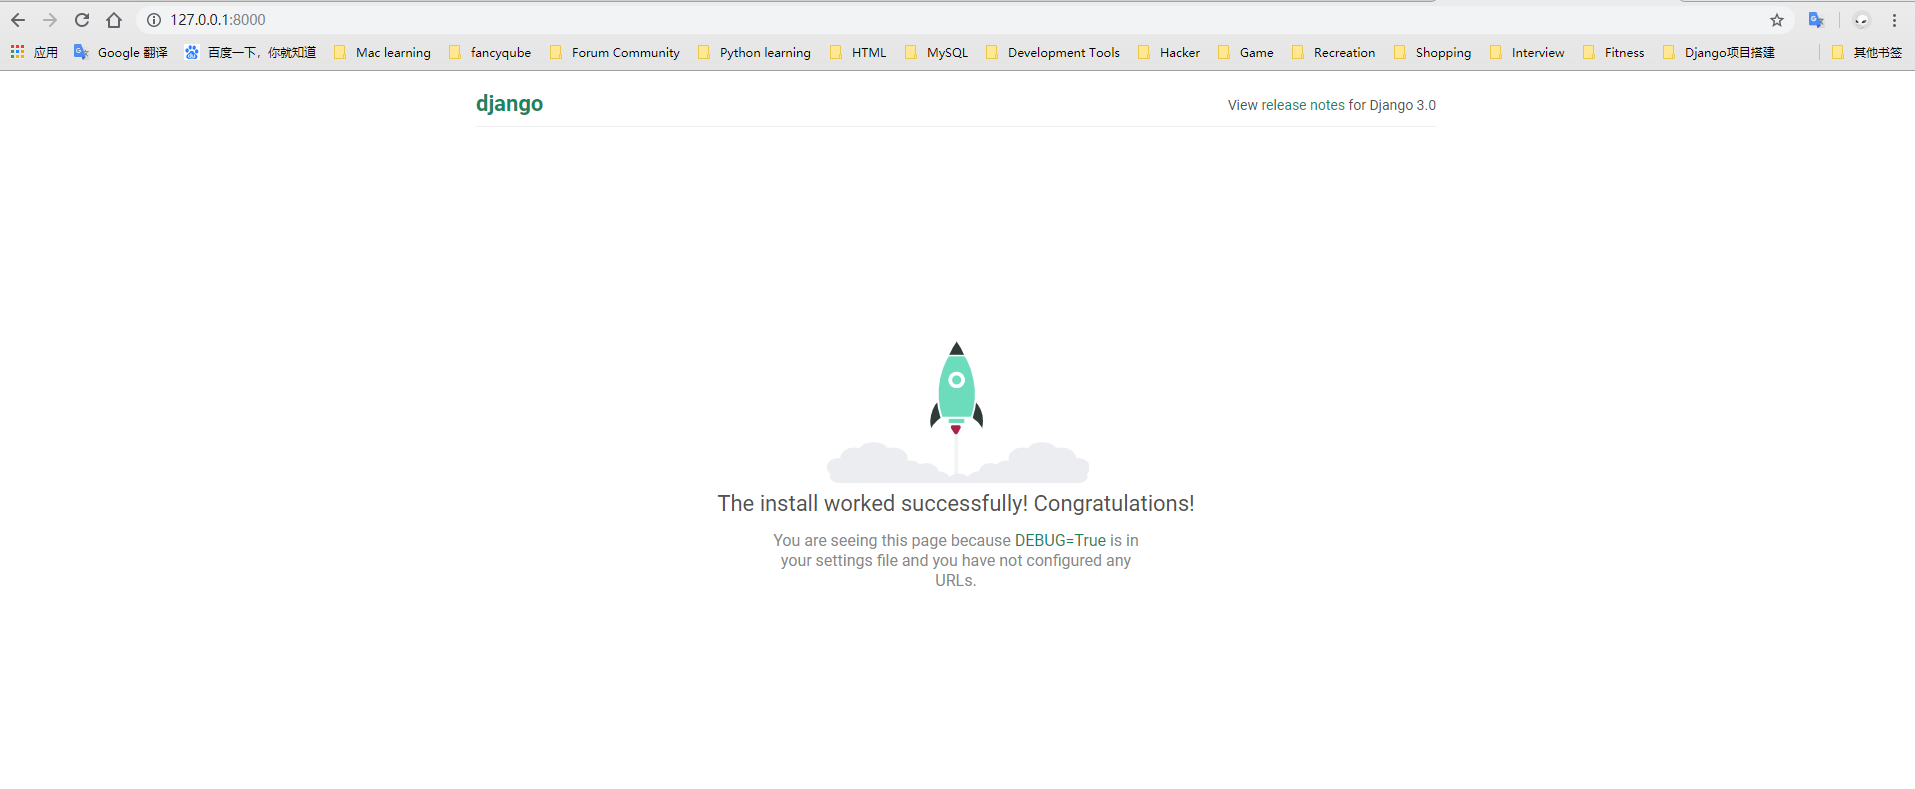 127.0.0.1:8000
应用 Google 翻译 百度一下，你就知道 Mac learning fancyqube Forum Community Python learning HTML MySQL Development Tools Hacker Game Recreation Shopping Interview Fitness Django项目搭建 其他书签
django View release notes for Django 3.0
The install worked successfully! Congratulations!
You are seeing this page because DEBUG=True is in
your settings file and you have not configured any
URLs.